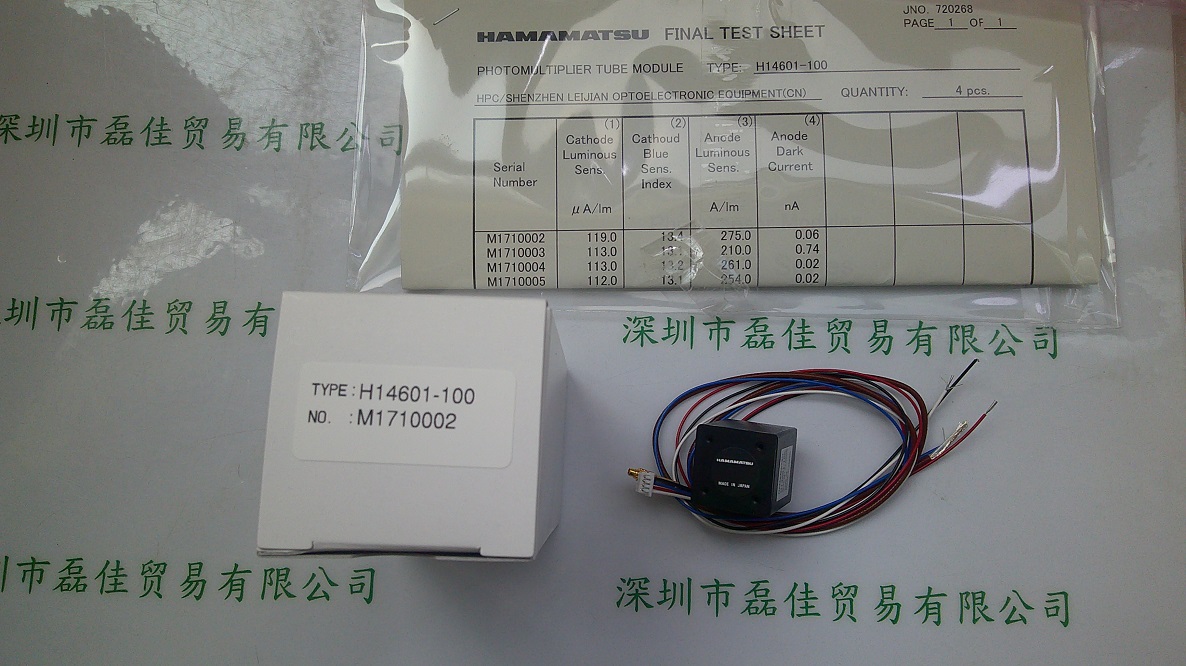 JNO. 720268
PAGE 1 OF 1
HAMAMATSU FINAL TEST SHEET
PHOTOMULTIPLIER TUBE MODULE TYPE: H14601-100
HPC/SHENZHEN LEIJIAN OPTOELECTRONIC EQUIPMENT(CN) QUANTITY: 4 pcs.
(1) (2) (3) (4)
Cathode Cathoud Anode Anode
Luminous Blue Luminous Dark
Serial Sens. Sens. Sens. Current
Number Index
μA/lm A/lm nA
M1710002 119.0 13.4 275.0 0.06
M1710003 113.0 210.0 0.74
M1710004 113.0 13.2 261.0 0.02
M1710005 112.0 13.1 254.0 0.02
深圳市磊佳贸易有限公司
圳市磊佳贸易有
深圳市磊佳贸易有限公司
TYPE:H14601-100
NO. :M1710002
HAMAMATSU
MADE IN JAPAN
市磊佳贸易有限公司
深圳市磊佳贸易有限公司